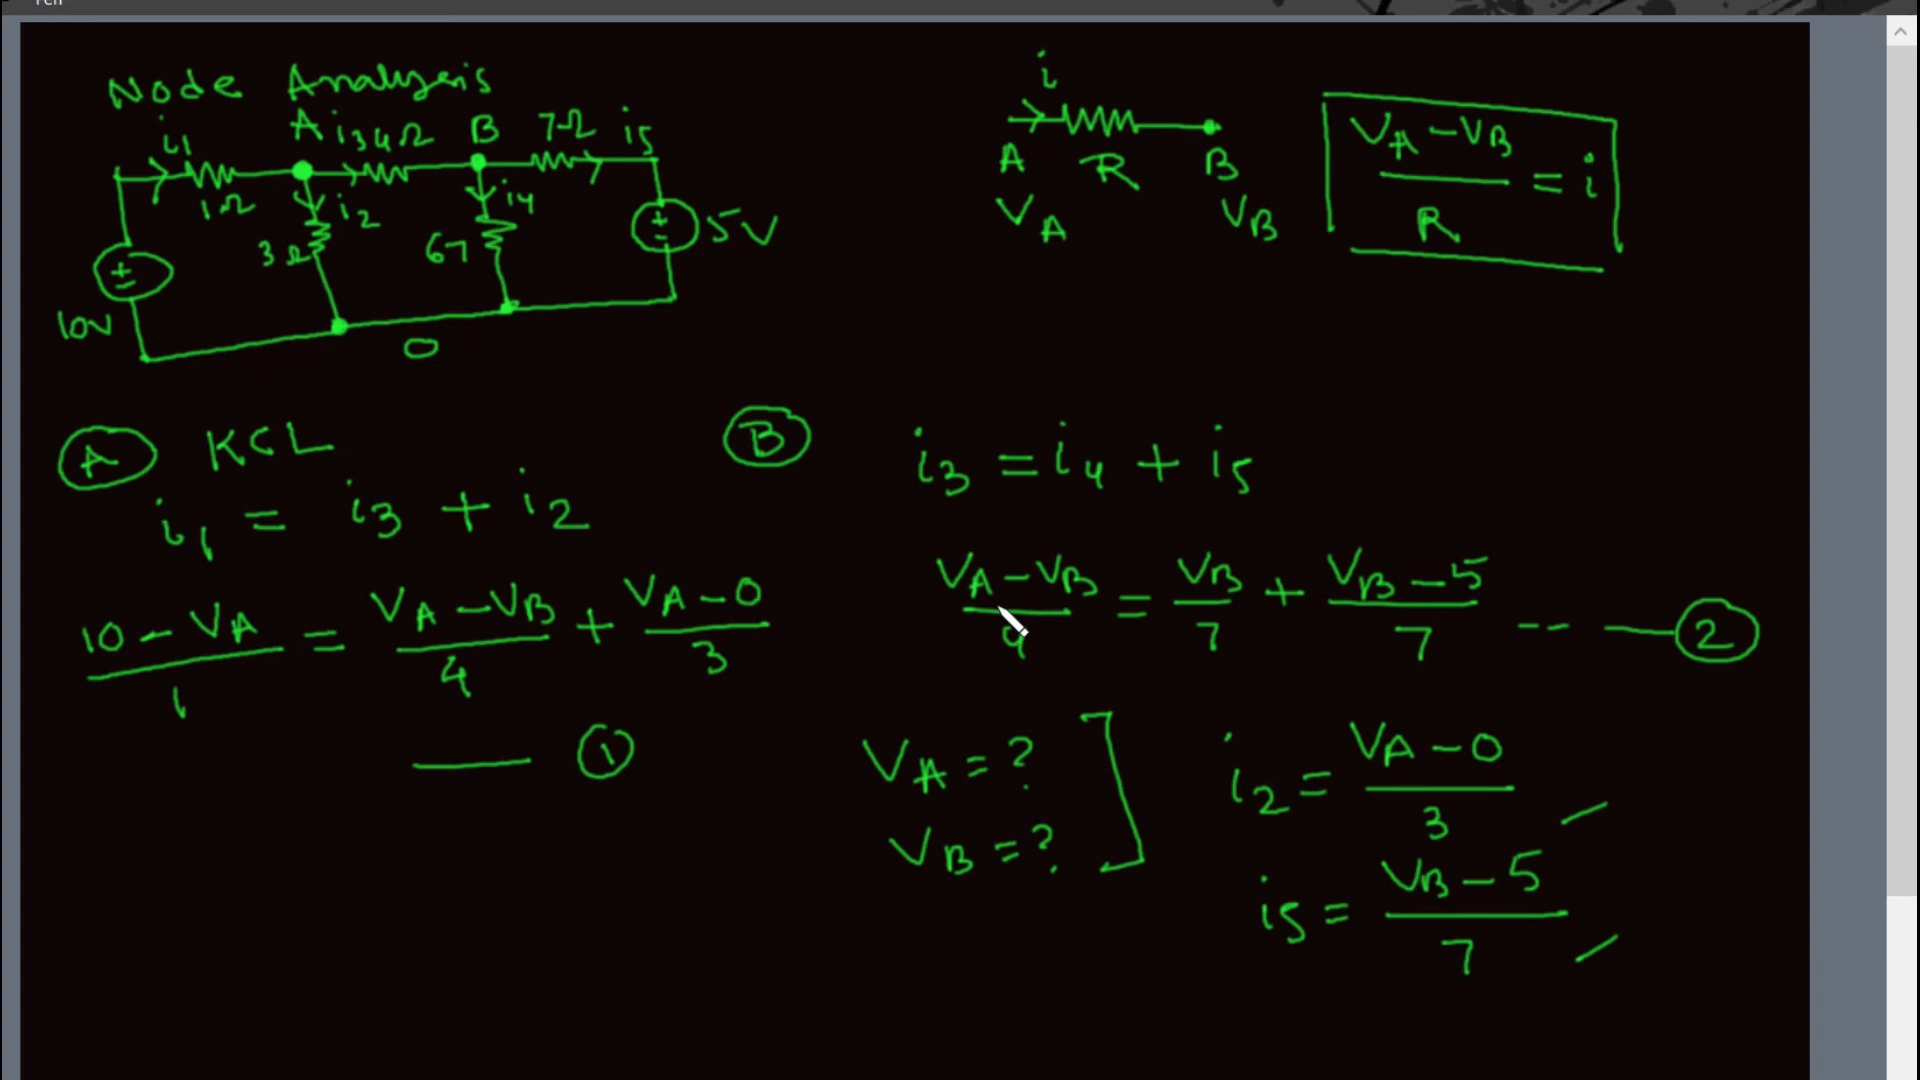 Node Analysis
i1 A i3 4Ω B 7Ω i5
1Ω i2 i4
3Ω 67 5V
10V
0
i
A R B
VA VB
VA - VB / R = i
A KCL
i1 = i3 + i2
10 - VA / 1 = VA - VB / 4 + VA - 0 / 3
1
B i3 = i4 + i5
VA - VB / 4 = VB / 7 + VB - 5 / 7 -- — 2
VA = ?
VB = ?
i2 = VA - 0 / 3
i5 = VB - 5 / 7